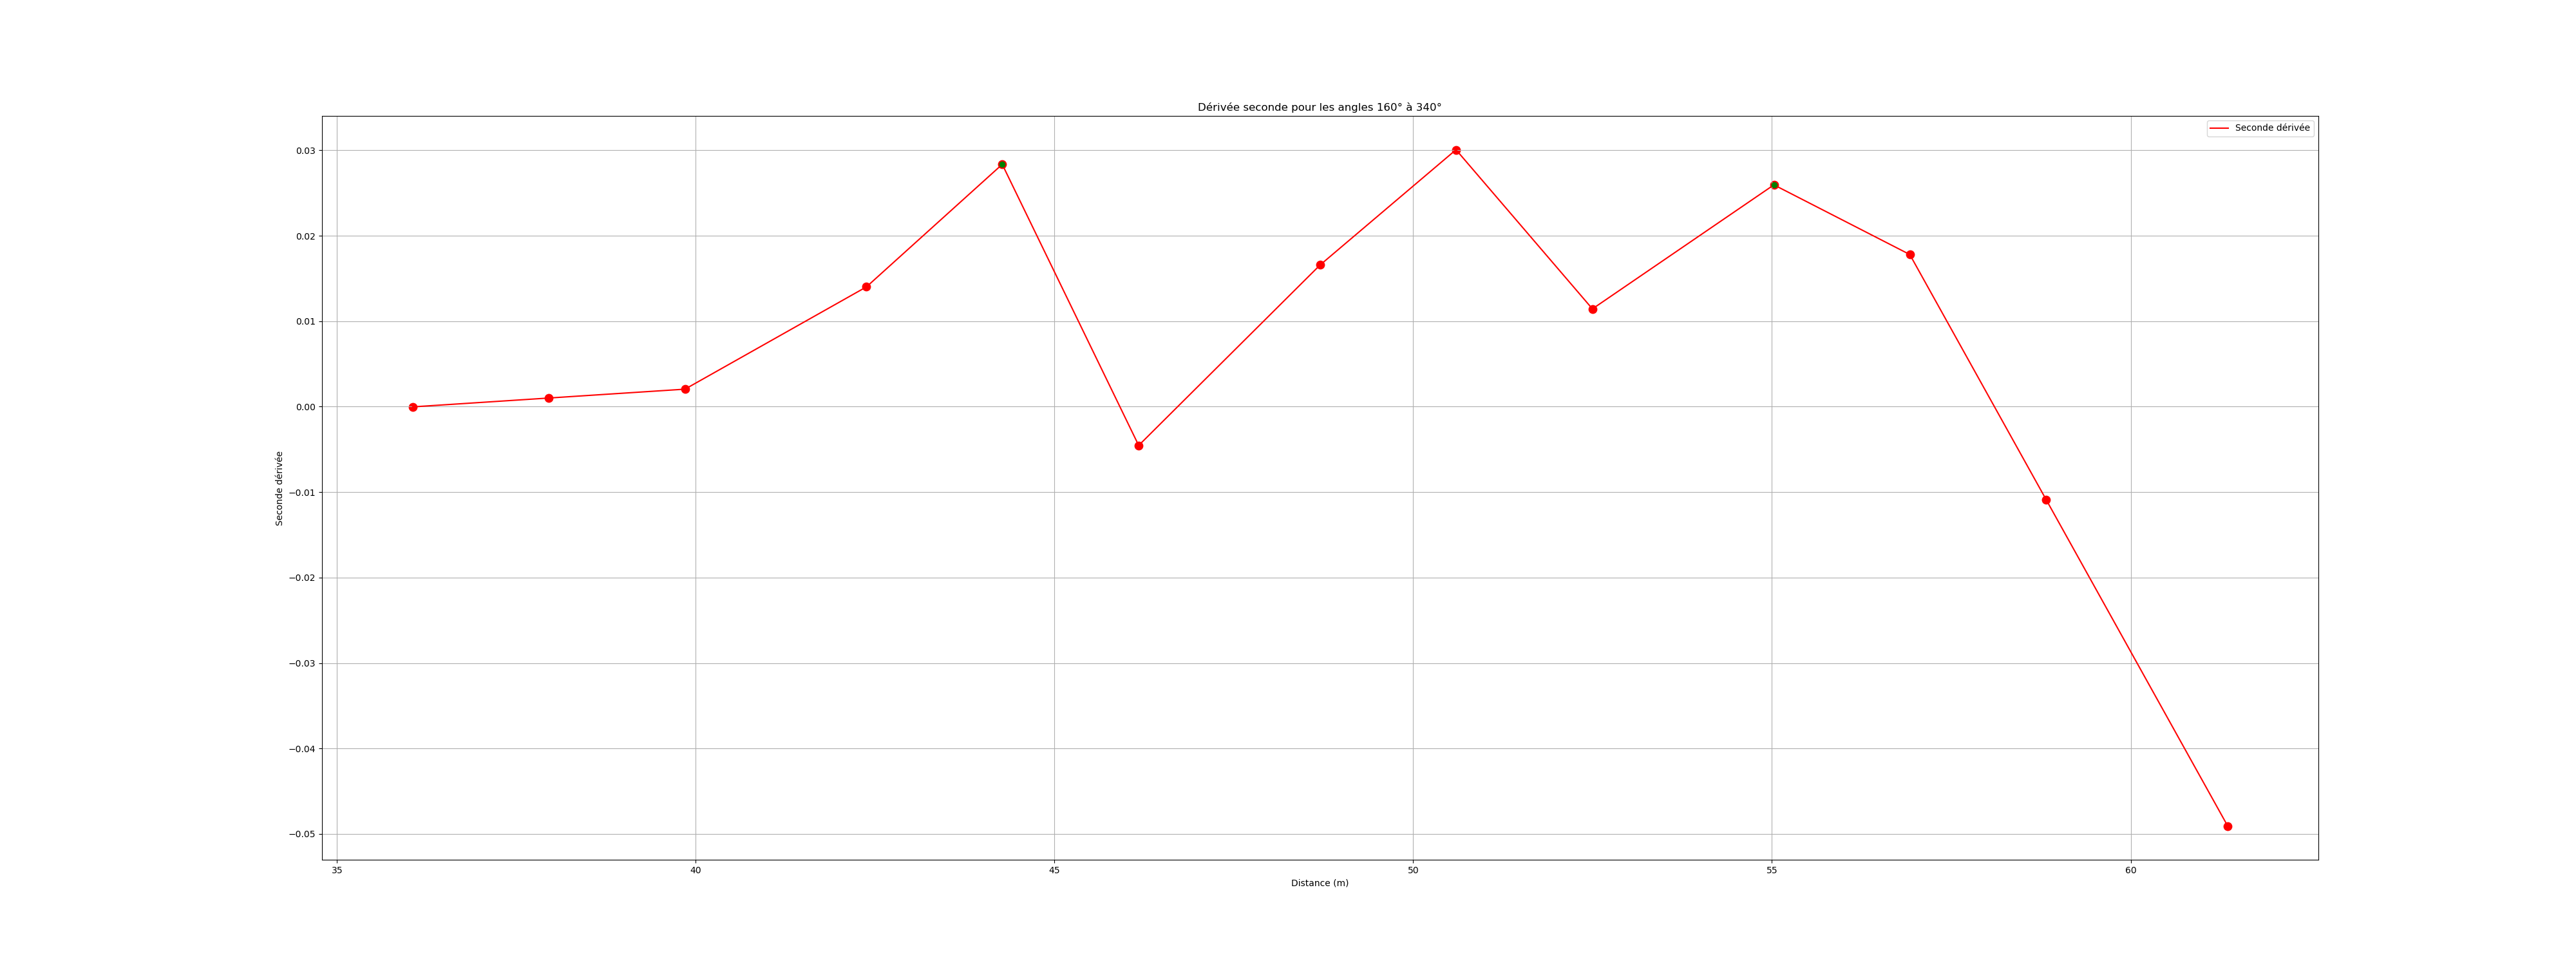 Dérivée seconde pour les angles 160° à 340°
Seconde dérivée
0.03
0.02
0.01
0.00
−0.01
−0.02
−0.03
−0.04
−0.05
Seconde dérivée
35 40 45 50 55 60
Distance (m)